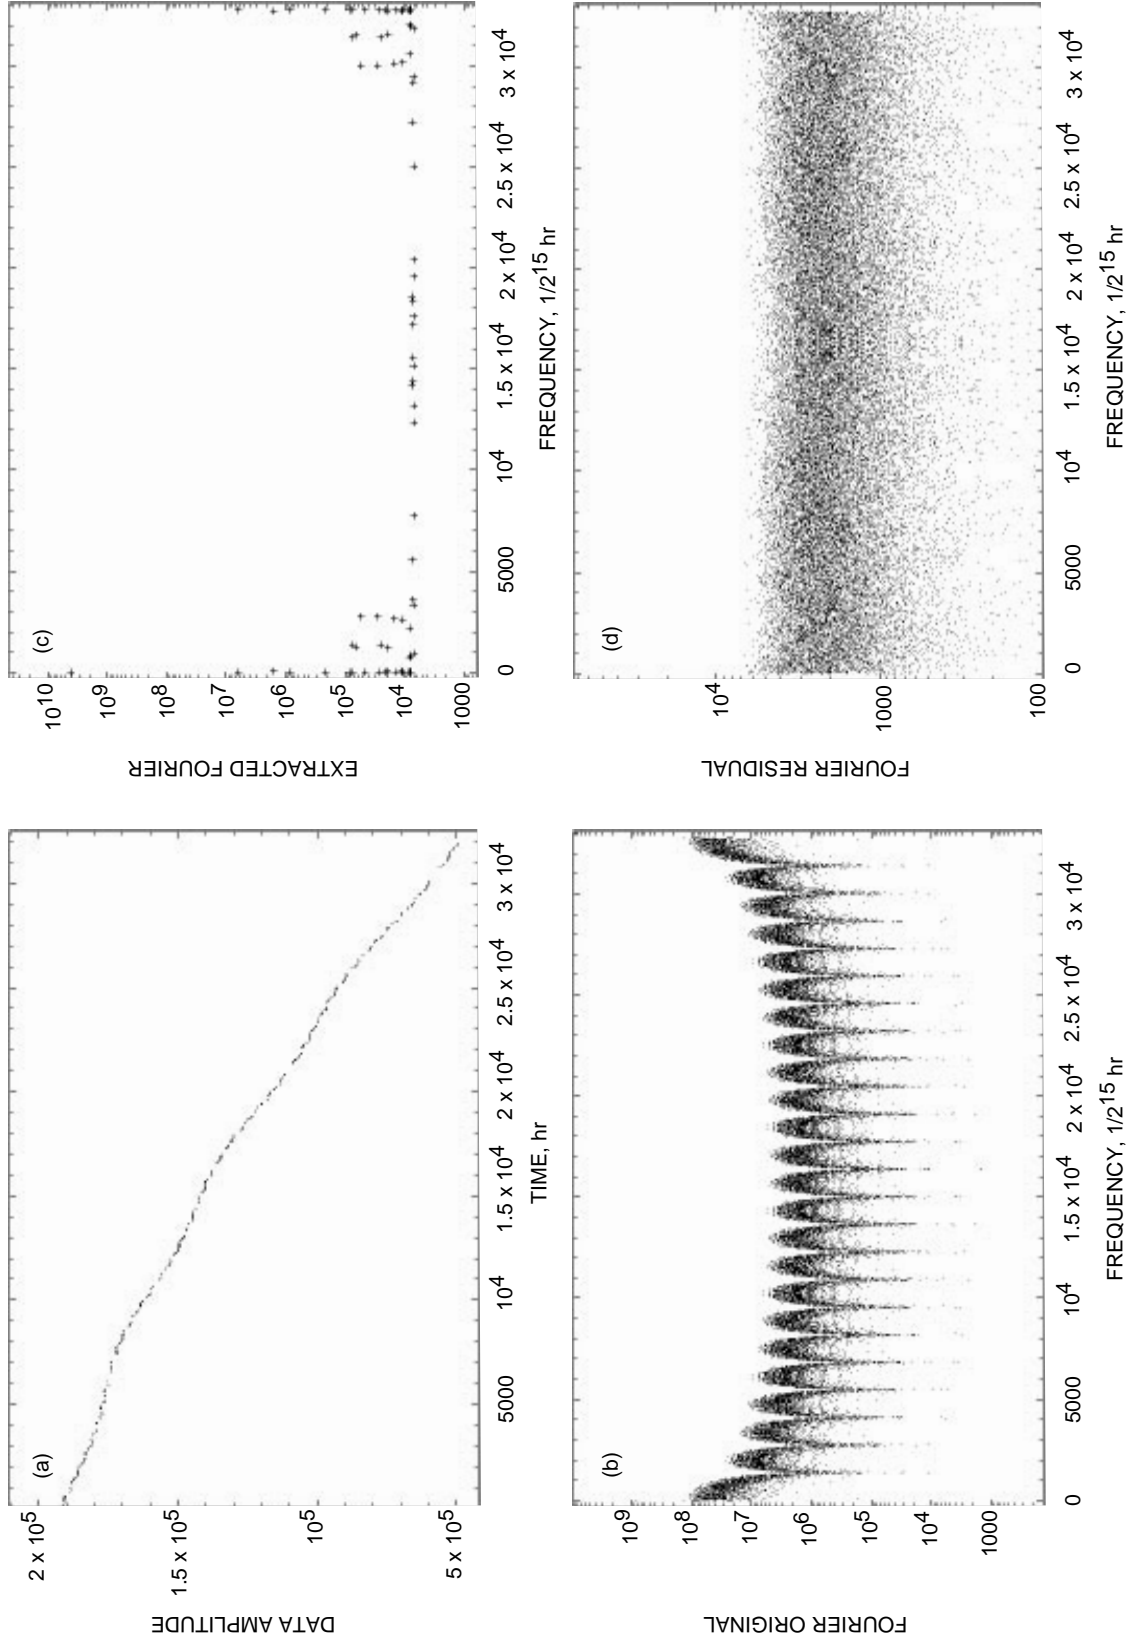 (a)
DATA AMPLITUDE
2 x 10^5
1.5 x 10^5
10^5
5 x 10^5
5000
10^4
1.5 x 10^4
2 x 10^4
2.5 x 10^4
3 x 10^4
TIME, hr
(c)
EXTRACTED FOURIER
10^10
10^9
10^8
10^7
10^6
10^5
10^4
1000
0
5000
10^4
1.5 x 10^4
2 x 10^4
2.5 x 10^4
3 x 10^4
FREQUENCY, 1/2^15 hr
(b)
FOURIER ORIGINAL
10^9
10^8
10^7
10^6
10^5
10^4
1000
0
5000
10^4
1.5 x 10^4
2 x 10^4
2.5 x 10^4
3 x 10^4
FREQUENCY, 1/2^15 hr
(d)
FOURIER RESIDUAL
10^4
1000
100
0
5000
10^4
1.5 x 10^4
2 x 10^4
2.5 x 10^4
3 x 10^4
FREQUENCY, 1/2^15 hr